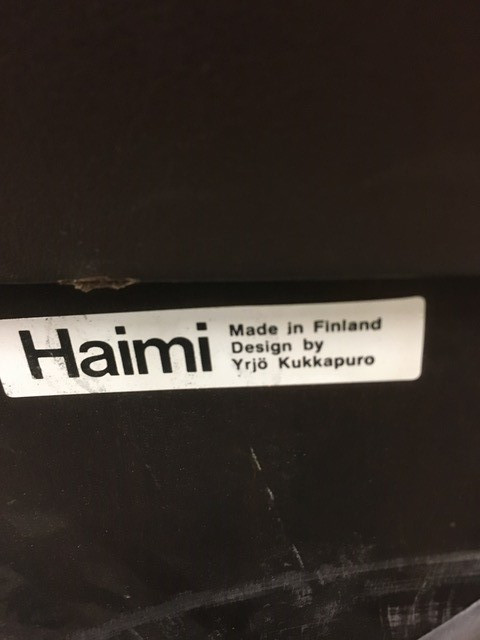 Haimi
Made in Finland
Design by
Yrjö Kukkapuro